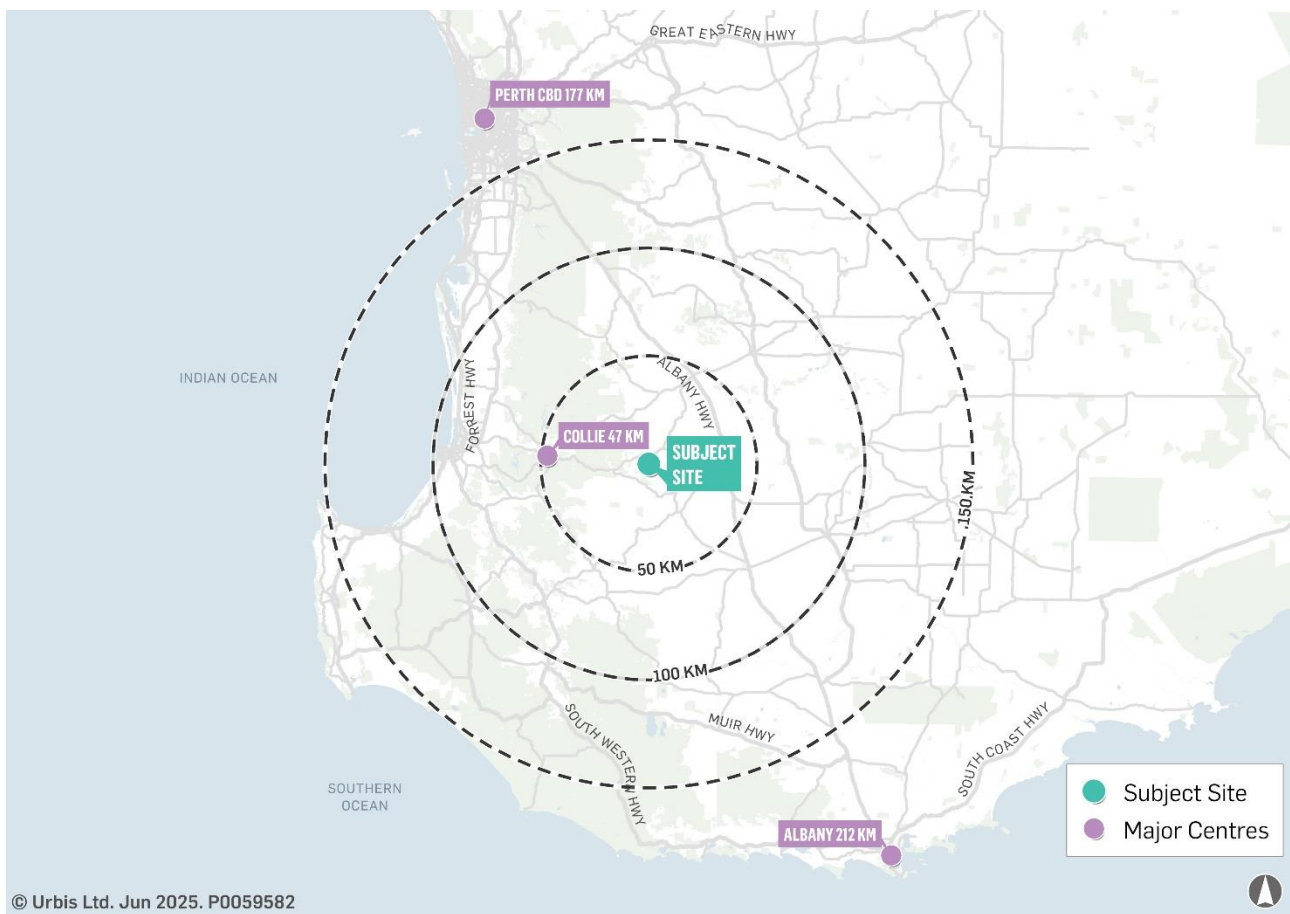 GREAT EASTERN HWY
PERTH CBD 177 KM
INDIAN OCEAN
FORREST HWY
ALBANY HWY
COLLIE 47 KM
SUBJECT
SITE
150 KM
50 KM
100 KM
SOUTH WESTERN HWY
MUIR HWY
SOUTH COAST HWY
SOUTHERN
OCEAN
ALBANY 212 KM
Subject Site
Major Centres
© Urbis Ltd. Jun 2025. P0059582